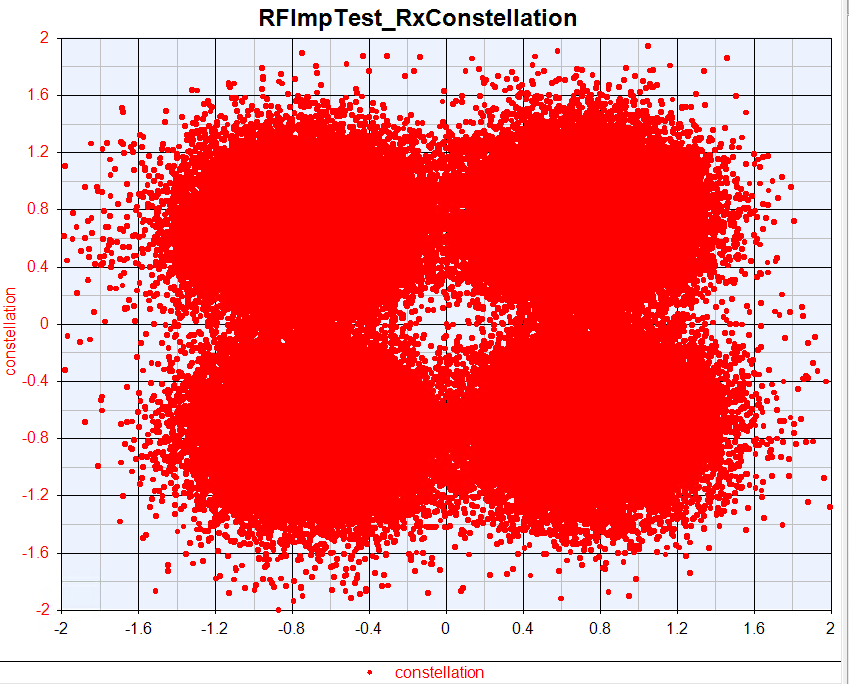 RFImpTest_RxConstellation
2
1.6
1.2
0.8
0.4
0
-0.4
-0.8
-1.2
-1.6
-2
constellation
-2 -1.6 -1.2 -0.8 -0.4 0 0.4 0.8 1.2 1.6 2
constellation